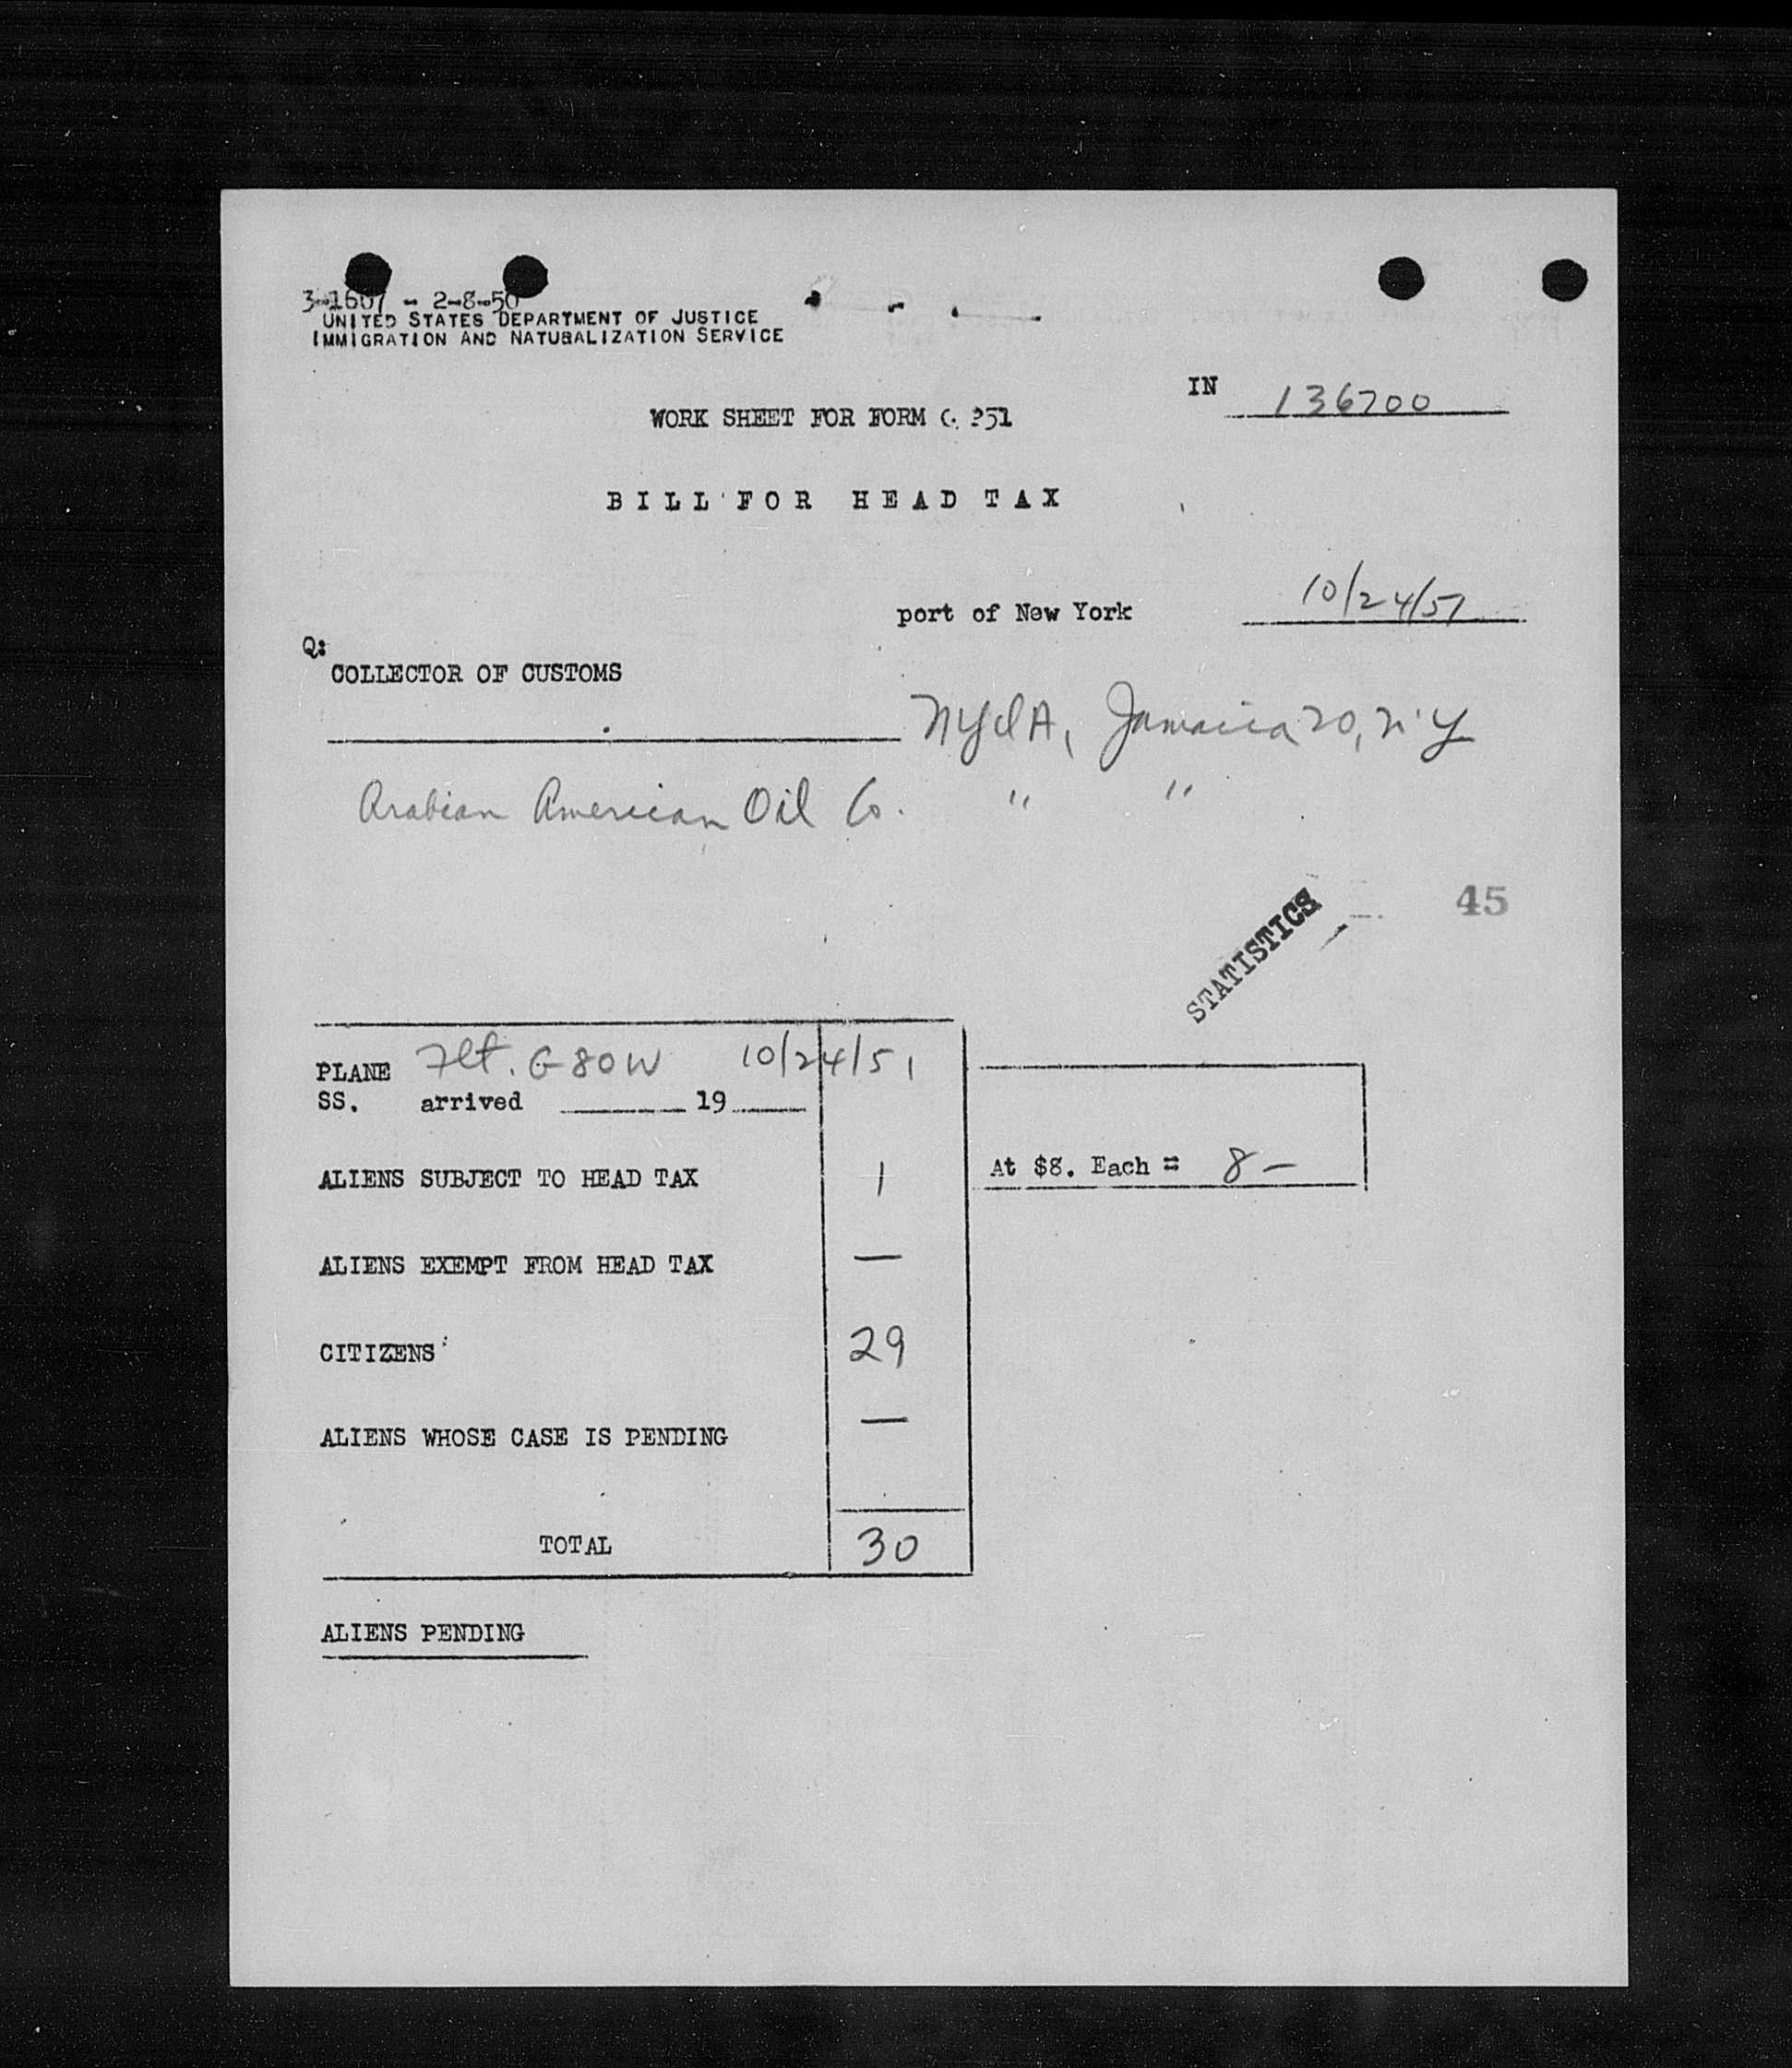 3-1607 - 2-8-50
UNITED STATES DEPARTMENT OF JUSTICE
IMMIGRATION AND NATURALIZATION SERVICE
IN 136700
WORK SHEET FOR FORM
BILL FOR HEAD TAX
port of New York 10/24/51
Q:
COLLECTOR OF CUSTOMS
NYIA, Jamaica 20, N.Y
Arabian American Oil Co. " "
45
STATISTICS
PLANE Flt. G80W 10/24/51
SS. arrived 19
ALIENS SUBJECT TO HEAD TAX 1 At $8. Each = 8 —
ALIENS EXEMPT FROM HEAD TAX —
CITIZENS 29
ALIENS WHOSE CASE IS PENDING —
TOTAL 30
ALIENS PENDING